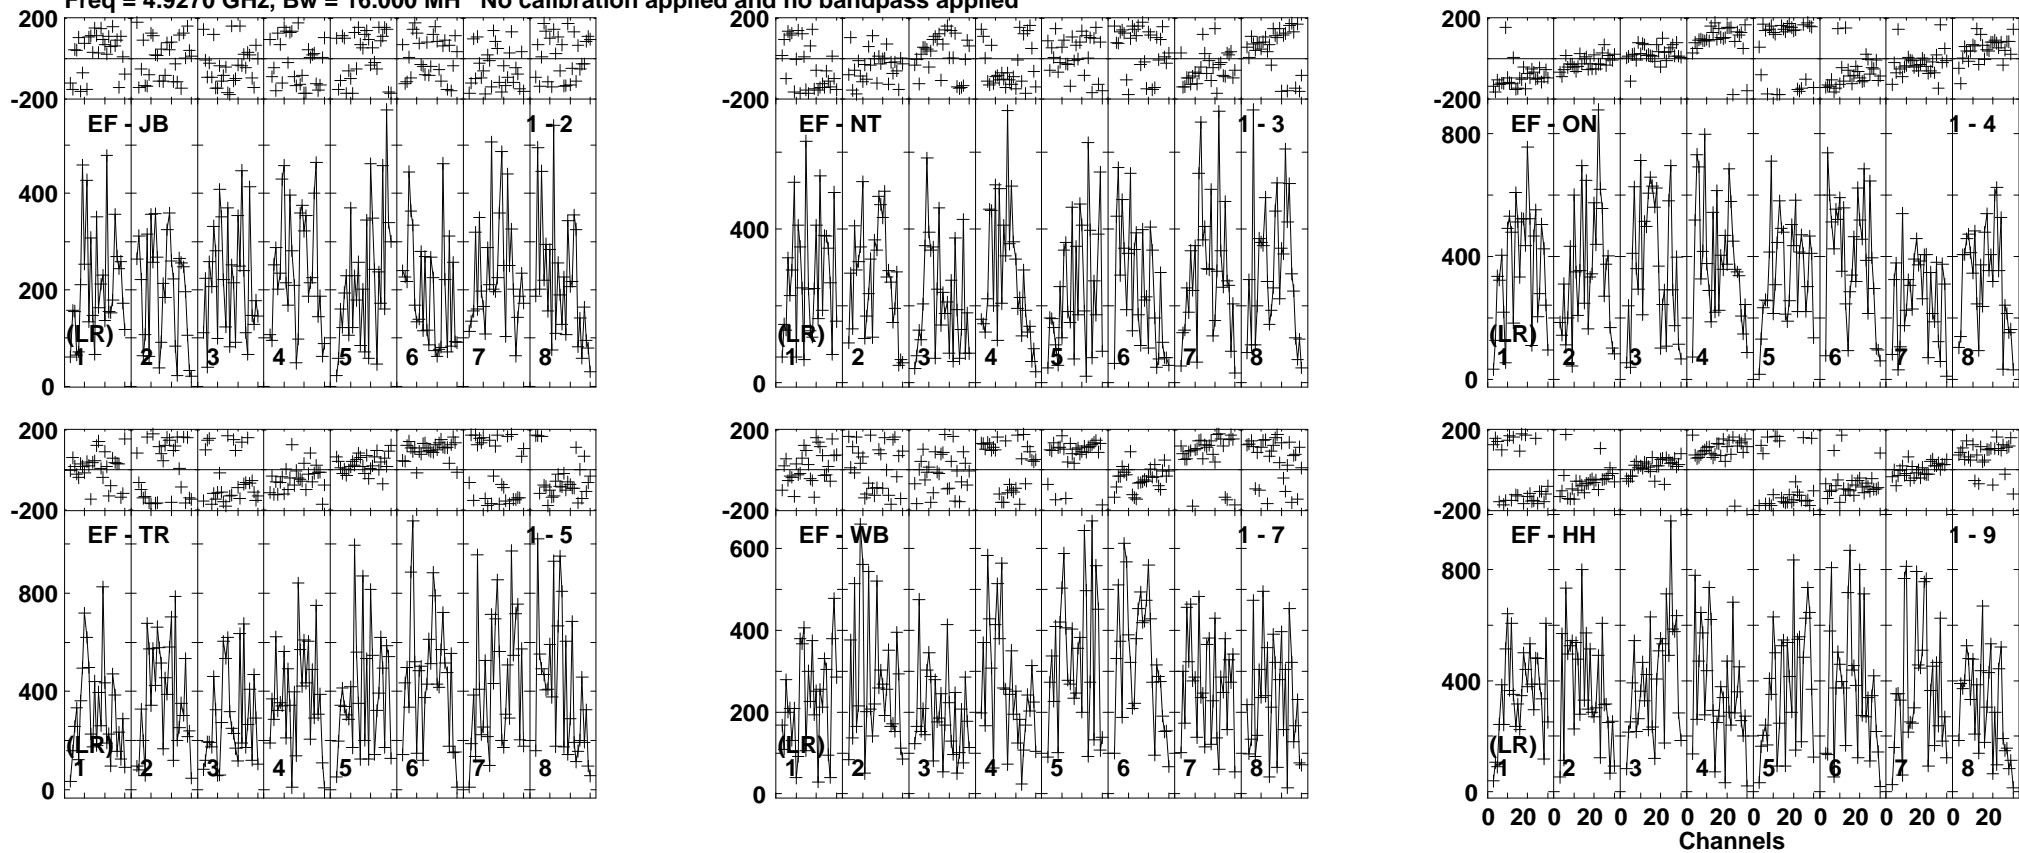 Freq = 4.9270 GHz, Bw = 16.000 MH No calibration applied and no bandpass applied
200
-200
EF - JB
1 - 2
400
200
0
(LR)
1 2 3 4 5 6 7 8
200
-200
EF - NT
1 - 3
400
0
(LR)
1 2 3 4 5 6 7 8
200
-200
EF - ON
1 - 4
800
400
0
(LR)
1 2 3 4 5 6 7 8
200
-200
EF - TR
1 - 5
800
400
0
(LR)
1 2 3 4 5 6 7 8
200
-200
EF - WB
1 - 7
600
400
200
0
(LR)
1 2 3 4 5 6 7 8
200
-200
EF - HH
1 - 9
800
400
0
(LR)
1 2 3 4 5 6 7 8
0 20 0 20 0 20 0 20 0 20 0 20 0 20 0 20
Channels